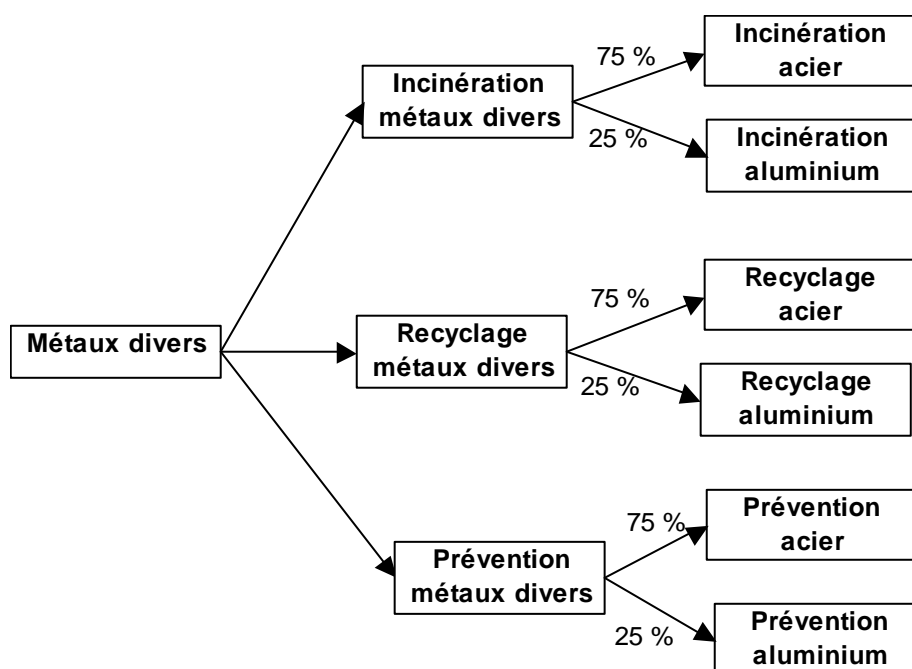 Métaux divers
Incinération
métaux divers
75 %
Incinération
acier
25 %
Incinération
aluminium
Recyclage
métaux divers
75 %
Recyclage
acier
25 %
Recyclage
aluminium
Prévention
métaux divers
75 %
Prévention
acier
25 %
Prévention
aluminium